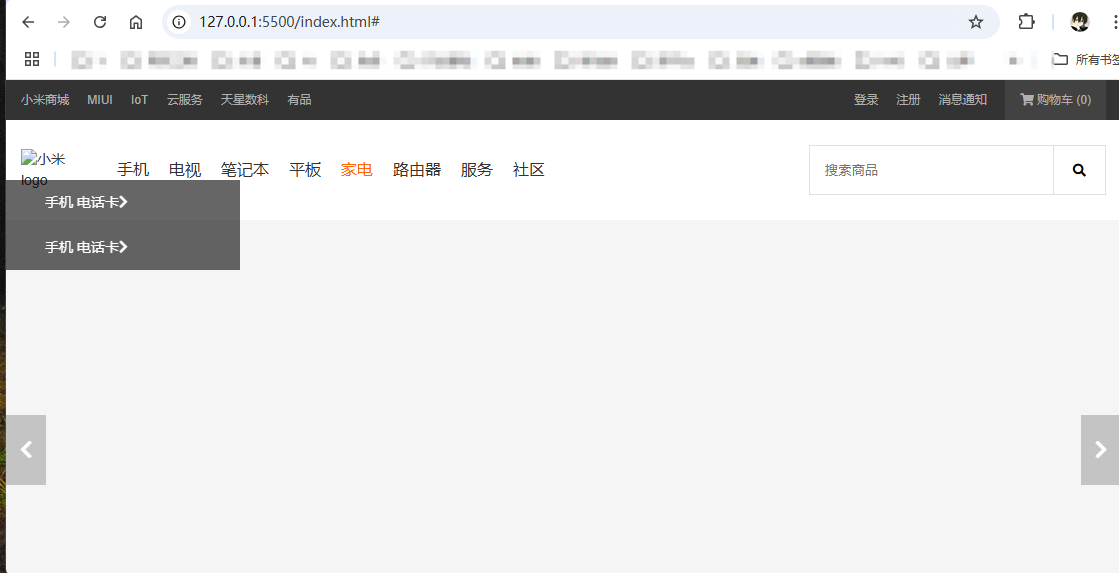 127.0.0.1:5500/index.html#
所有书签
小米商城 MIUI IoT 云服务 天星数科 有品 登录 注册 消息通知 购物车 (0)
小米 logo 手机 电视 笔记本 平板 家电 路由器 服务 社区 搜索商品
手机 电话卡
手机 电话卡